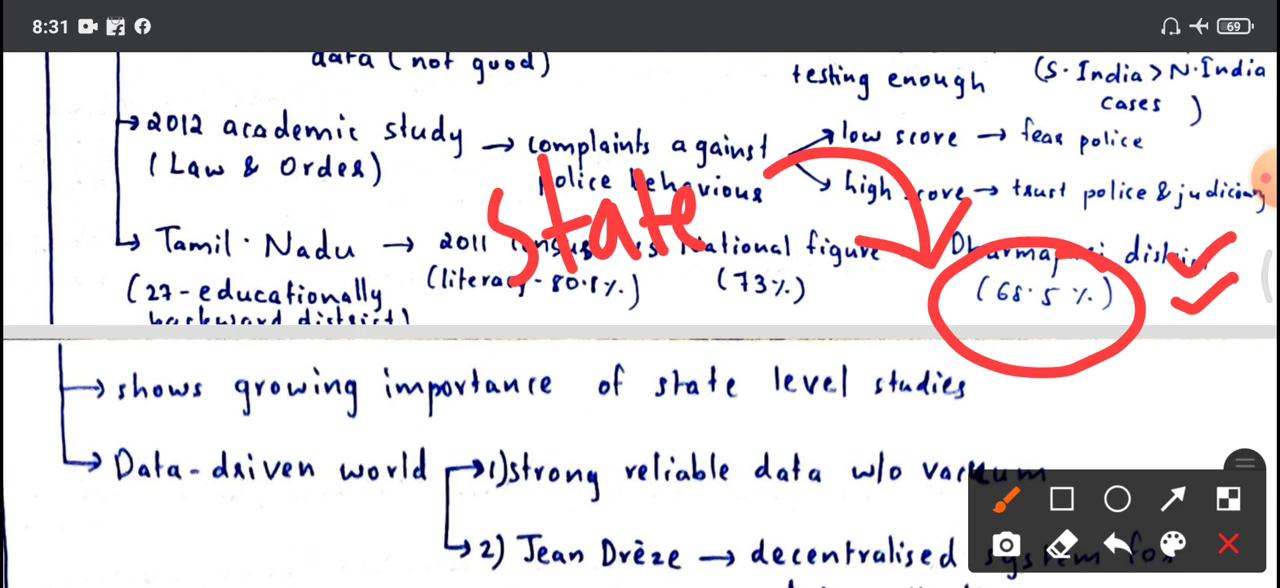 8:31
69
data (not good)
testing enough
(S. India > N. India
cases )
→ 2012 academic study → complaints against
(Law & Order)
police behaviour
→ low score → fear police
→ high score → trust police & judiciary
state
→ Tamil. Nadu → 2011 census vs National figure
Dharmapuri district
(27-educationally
backward district)
(literacy - 80.1%.)
(73%)
(68.5%)
→ shows growing importance of state level studies
→ Data-driven world
→ 1) strong reliable data w/o vacuum
→ 2) Jean Drèze → decentralised system for